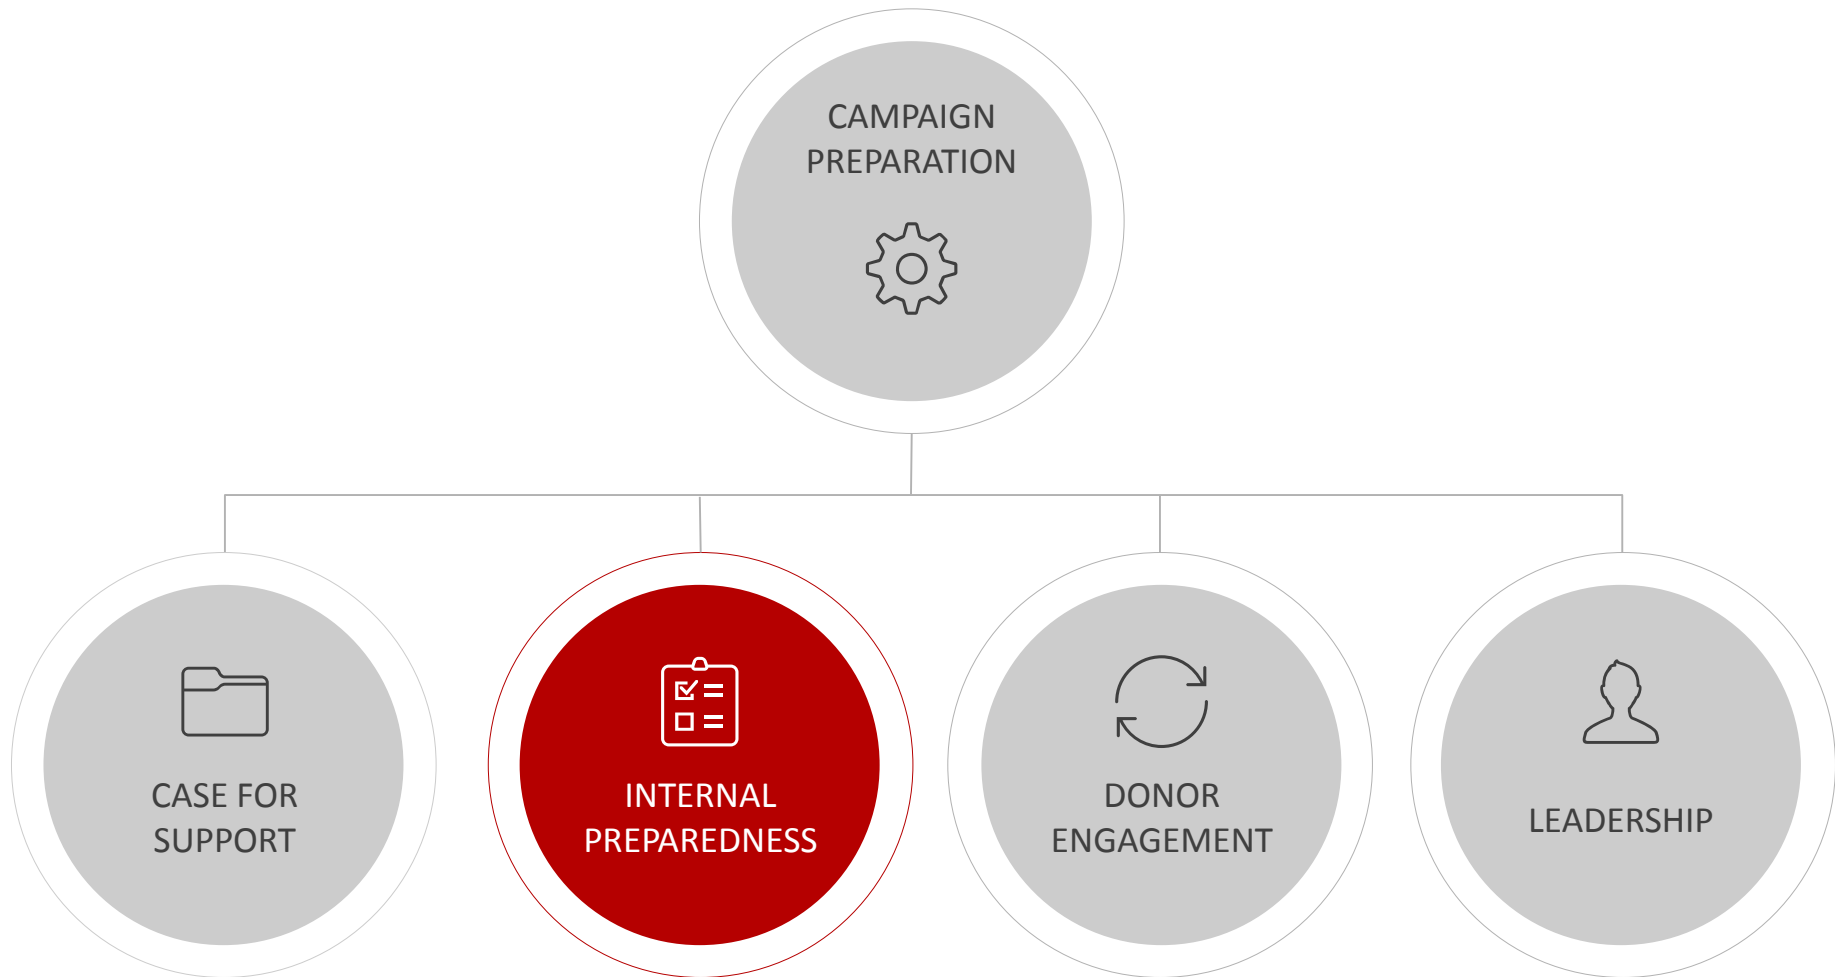 CAMPAIGN
PREPARATION
CASE FOR
SUPPORT
INTERNAL
PREPAREDNESS
DONOR
ENGAGEMENT
LEADERSHIP